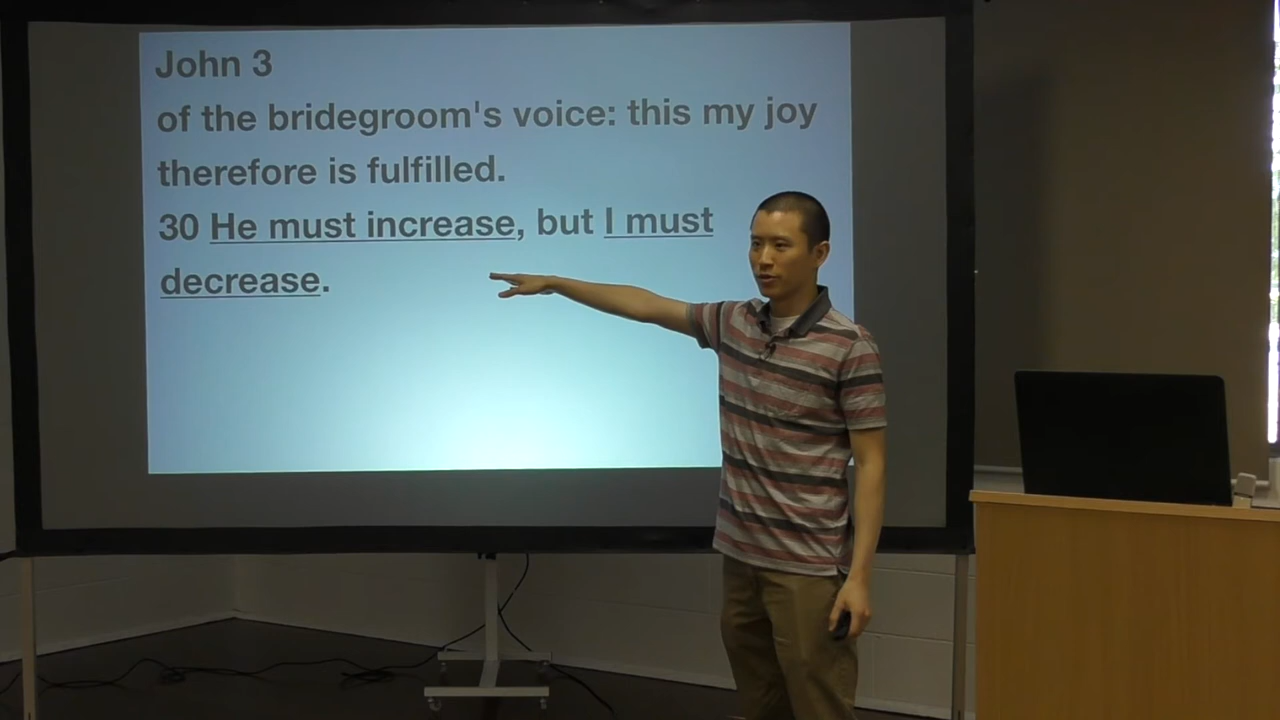 John 3
of the bridegroom's voice: this my joy
therefore is fulfilled.
30 He must increase, but I must
decrease.